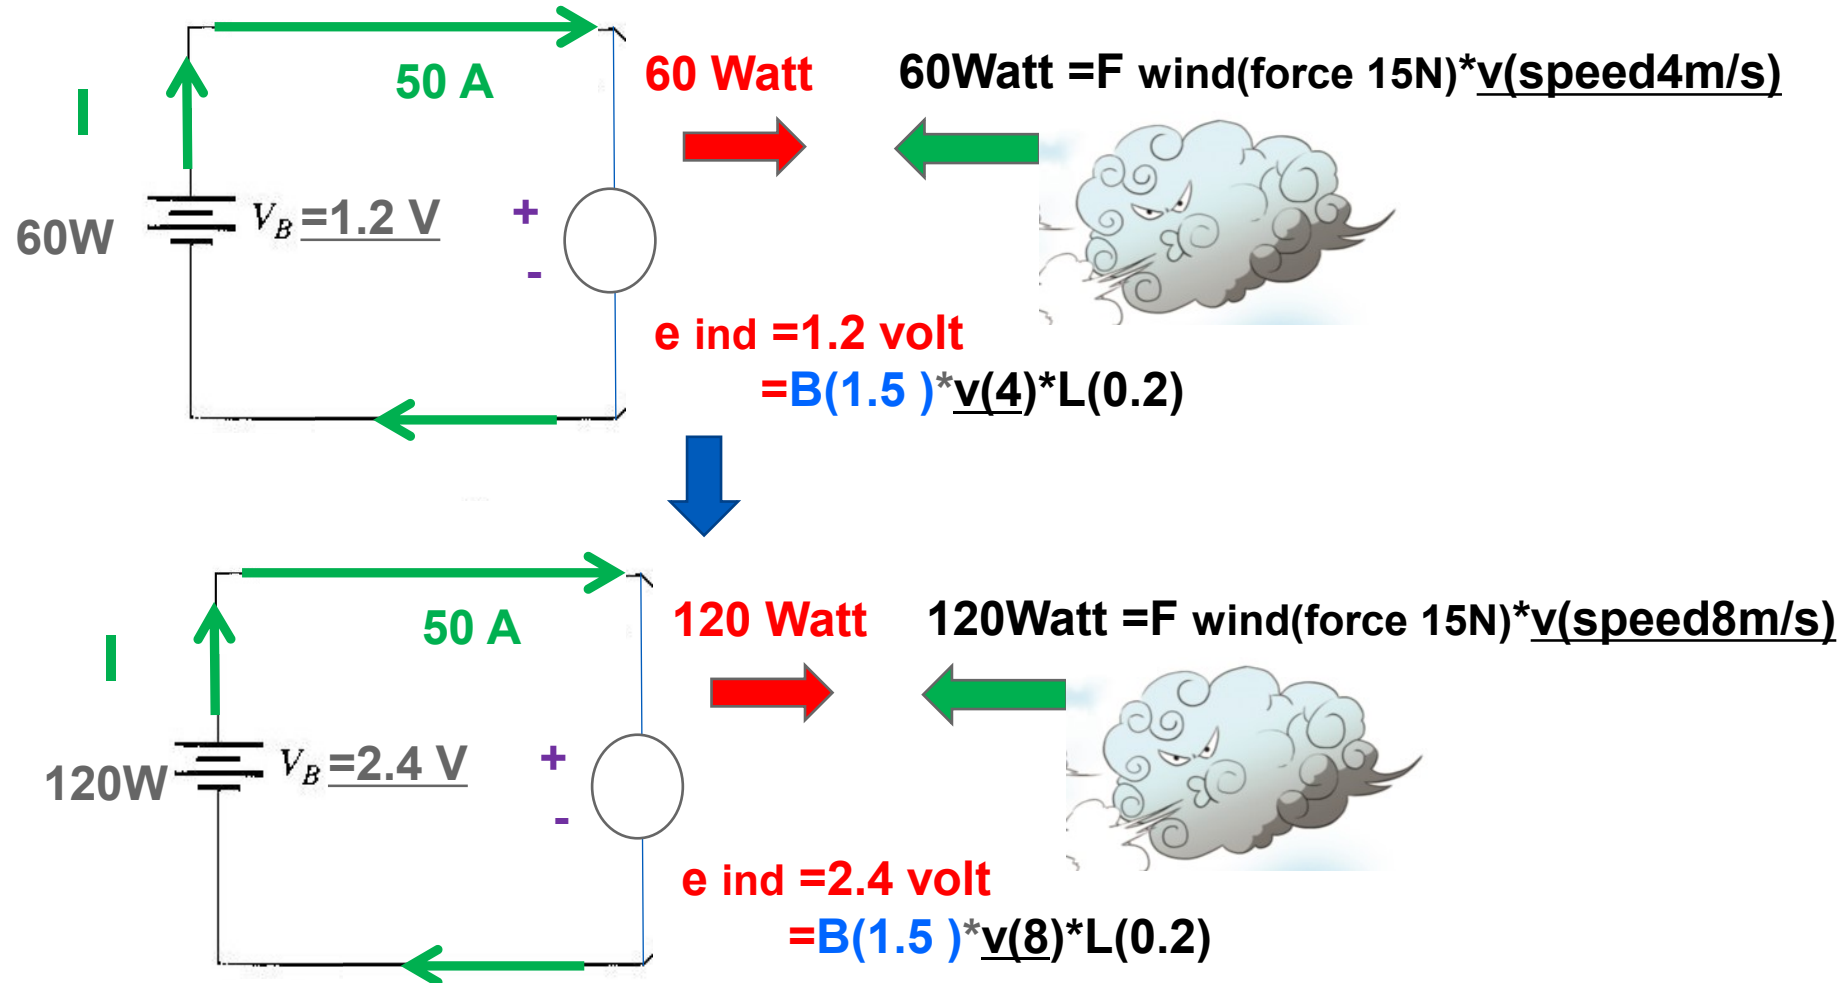 50 A
60 Watt
60Watt =F wind(force 15N)*v(speed4m/s)
I
60W
VB =1.2 V
+
-
e ind =1.2 volt
=B(1.5 )*v(4)*L(0.2)
50 A
120 Watt
120Watt =F wind(force 15N)*v(speed8m/s)
I
120W
VB =2.4 V
+
-
e ind =2.4 volt
=B(1.5 )*v(8)*L(0.2)